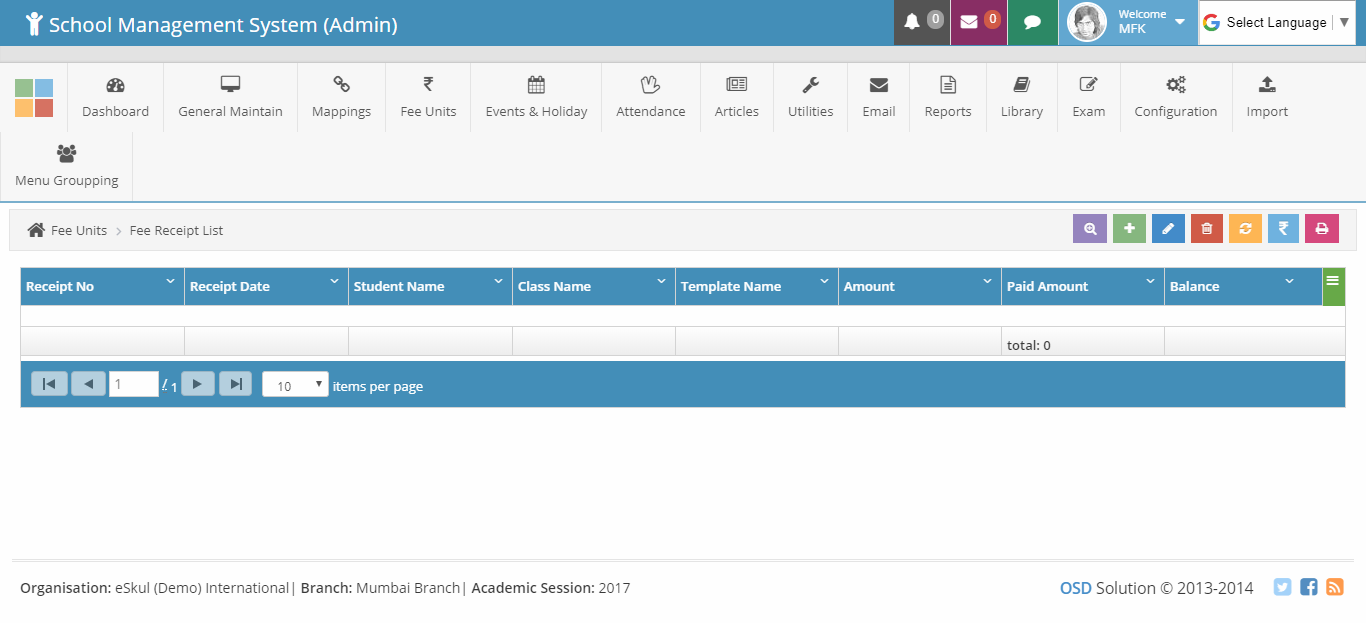 School Management System (Admin)
0
0
Welcome
MFK
Select Language
Dashboard
General Maintain
Mappings
Fee Units
Events & Holiday
Attendance
Articles
Utilities
Email
Reports
Library
Exam
Configuration
Import
Menu Groupping
Fee Units > Fee Receipt List
Receipt No
Receipt Date
Student Name
Class Name
Template Name
Amount
Paid Amount
Balance
total: 0
1 / 1
10
items per page
Organisation: eSkul (Demo) International| Branch: Mumbai Branch| Academic Session: 2017
OSD Solution © 2013-2014